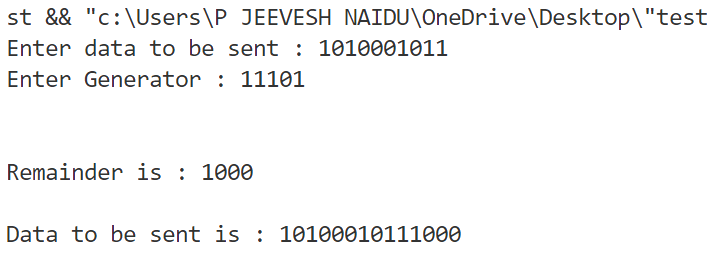 st && "c:\Users\P JEEVESH NAIDU\OneDrive\Desktop\"test
Enter data to be sent : 1010001011
Enter Generator : 11101
Remainder is : 1000
Data to be sent is : 10100010111000